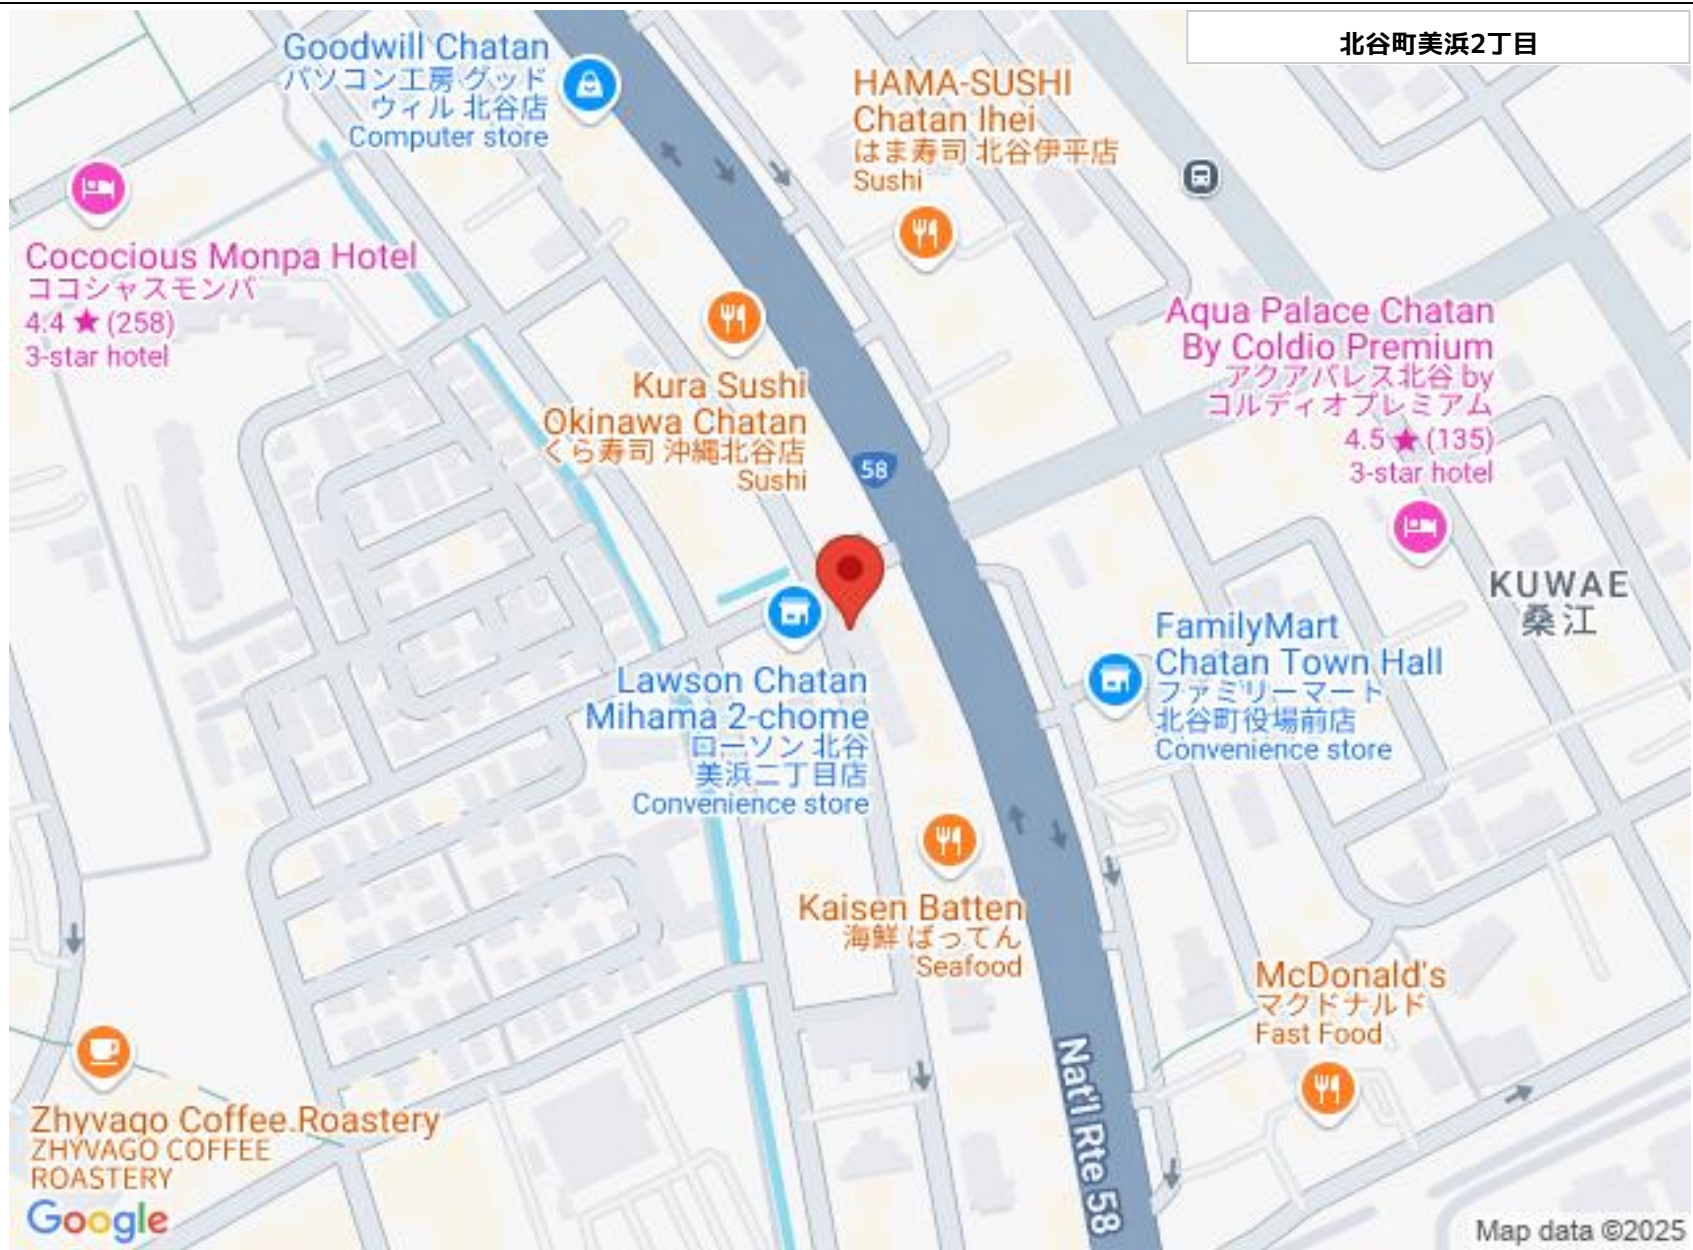 北谷町美浜2丁目
Goodwill Chatan
パソコン工房 グッド
ウィル 北谷店
Computer store
HAMA-SUSHI
Chatan Ihei
はま寿司 北谷伊平店
Sushi
Cococious Monpa Hotel
ココシャスモンパ
4.4 ★ (258)
3-star hotel
Aqua Palace Chatan
By Coldio Premium
アクアパレス北谷 by
コルディオプレミアム
4.5 ★ (135)
3-star hotel
Kura Sushi
Okinawa Chatan
くら寿司 沖縄北谷店
Sushi
58
KUWAE
桑江
FamilyMart
Chatan Town Hall
ファミリーマート
北谷町役場前店
Convenience store
Lawson Chatan
Mihama 2-chome
ローソン 北谷
美浜二丁目店
Convenience store
Kaisen Batten
海鮮 ばってん
Seafood
McDonald's
マクドナルド
Fast Food
Nat'l Rte 58
Zhyvago Coffee Roastery
ZHYVAGO COFFEE
ROASTERY
Google
Map data ©2025